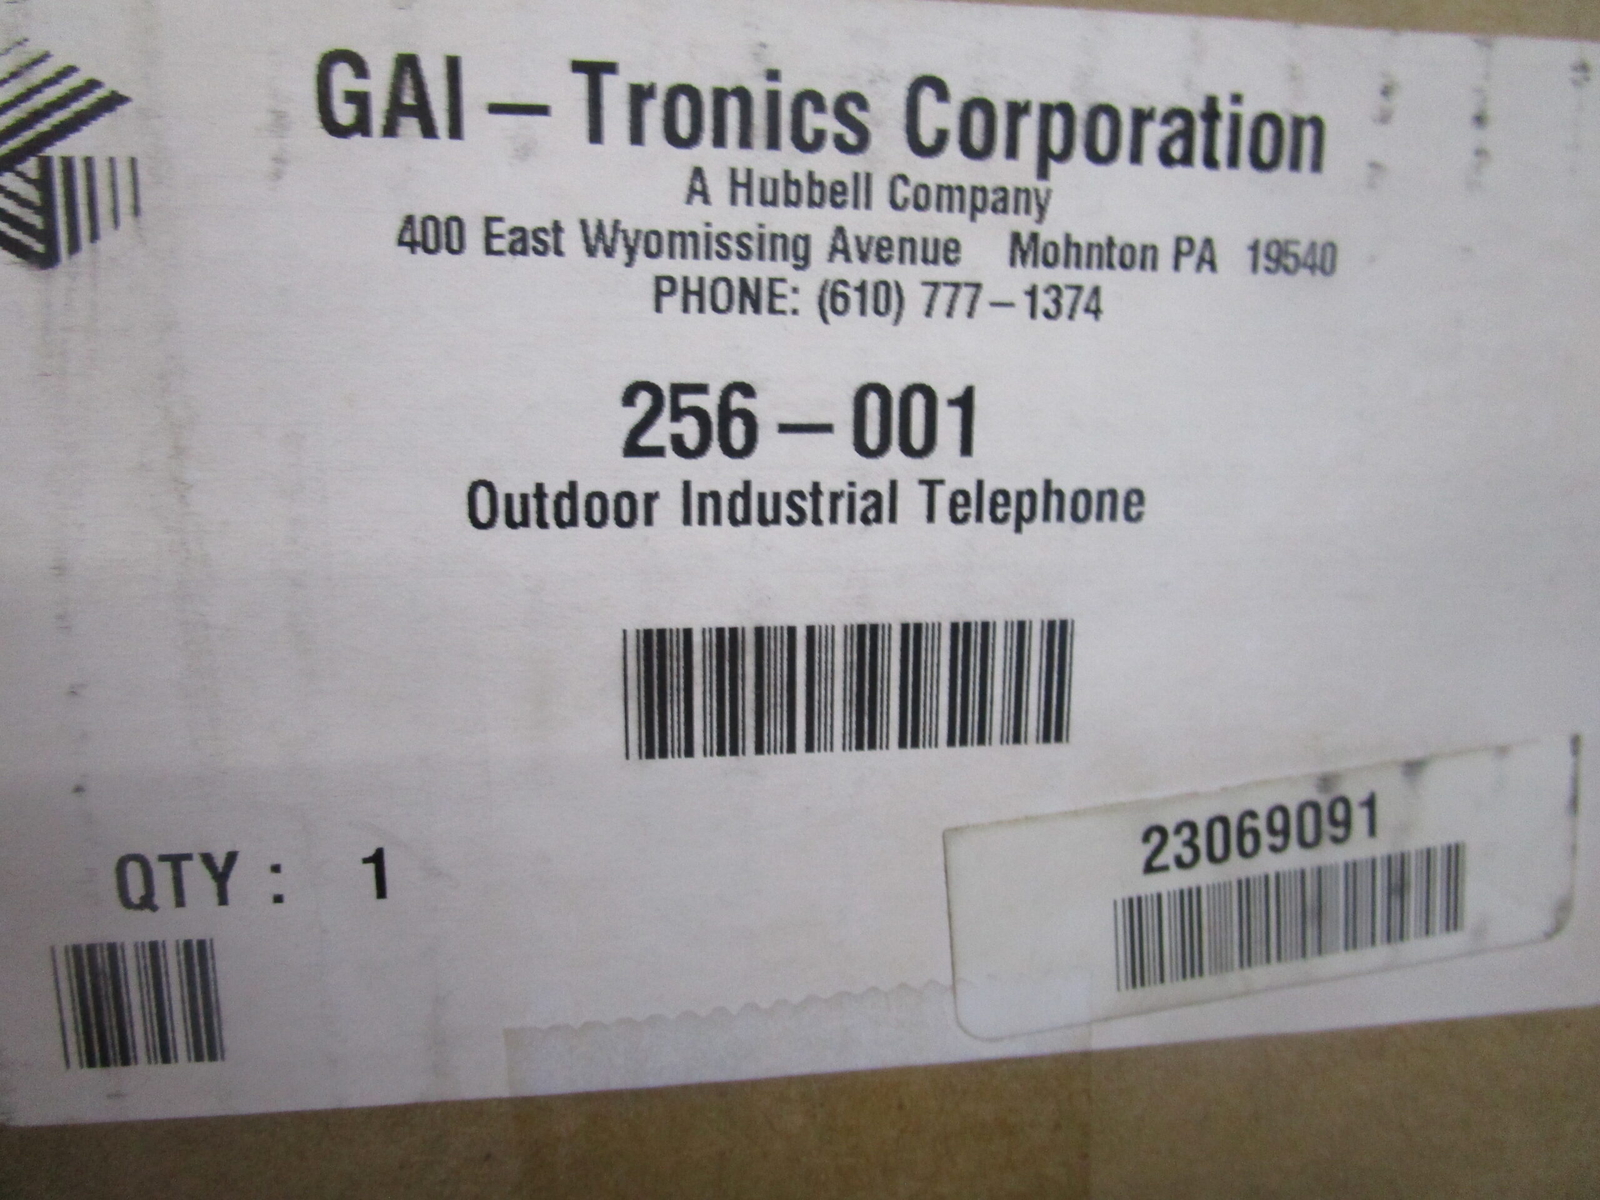 GAI – Tronics Corporation
A Hubbell Company
400 East Wyomissing Avenue Mohnton PA 19540
PHONE: (610) 777–1374
256–001
Outdoor Industrial Telephone
23069091
QTY : 1